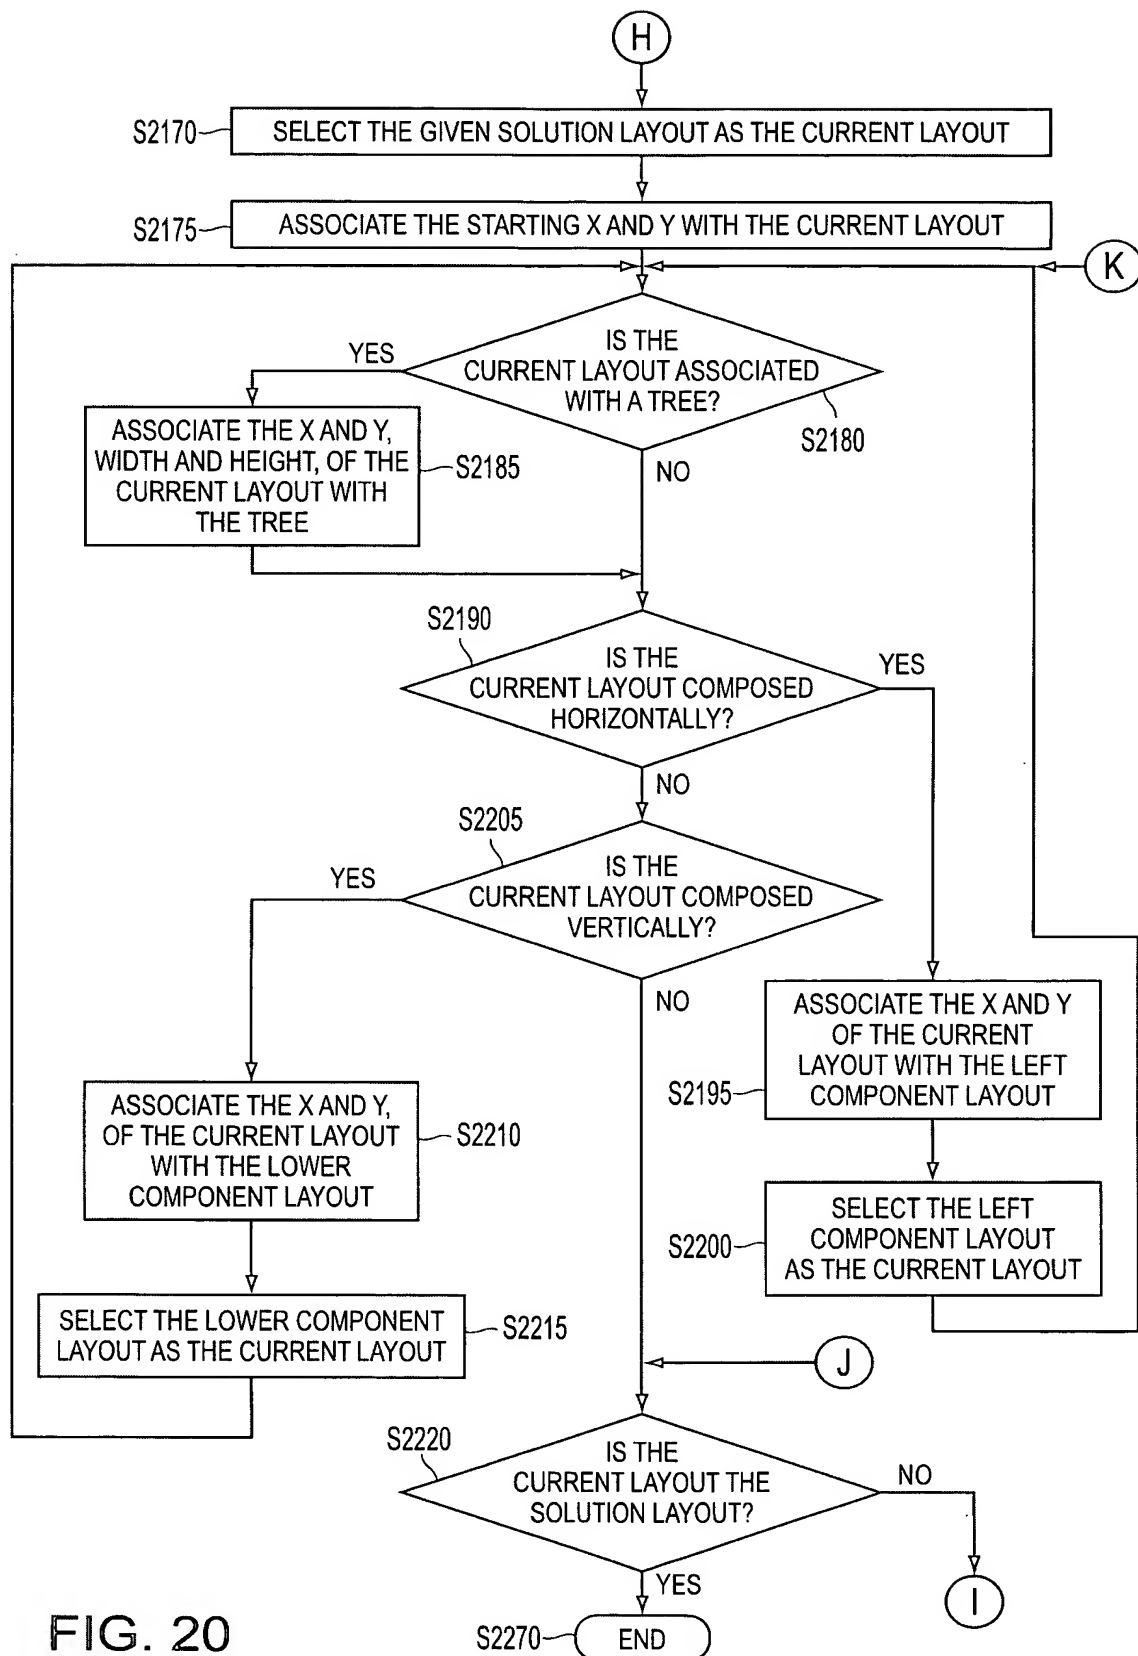 H
S2170
SELECT THE GIVEN SOLUTION LAYOUT AS THE CURRENT LAYOUT
S2175
ASSOCIATE THE STARTING X AND Y WITH THE CURRENT LAYOUT
K
YES
IS THE
CURRENT LAYOUT ASSOCIATED
WITH A TREE?
S2180
ASSOCIATE THE X AND Y,
WIDTH AND HEIGHT, OF THE
CURRENT LAYOUT WITH
THE TREE
S2185
NO
S2190
IS THE
CURRENT LAYOUT COMPOSED
HORIZONTALLY?
YES
NO
S2205
YES
IS THE
CURRENT LAYOUT COMPOSED
VERTICALLY?
NO
ASSOCIATE THE X AND Y
OF THE CURRENT
LAYOUT WITH THE LEFT
COMPONENT LAYOUT
S2195
ASSOCIATE THE X AND Y,
OF THE CURRENT LAYOUT
WITH THE LOWER
COMPONENT LAYOUT
S2210
SELECT THE LEFT
COMPONENT LAYOUT
AS THE CURRENT LAYOUT
S2200
SELECT THE LOWER COMPONENT
LAYOUT AS THE CURRENT LAYOUT
S2215
J
S2220
IS THE
CURRENT LAYOUT THE
SOLUTION LAYOUT?
NO
I
YES
S2270
END
FIG. 20